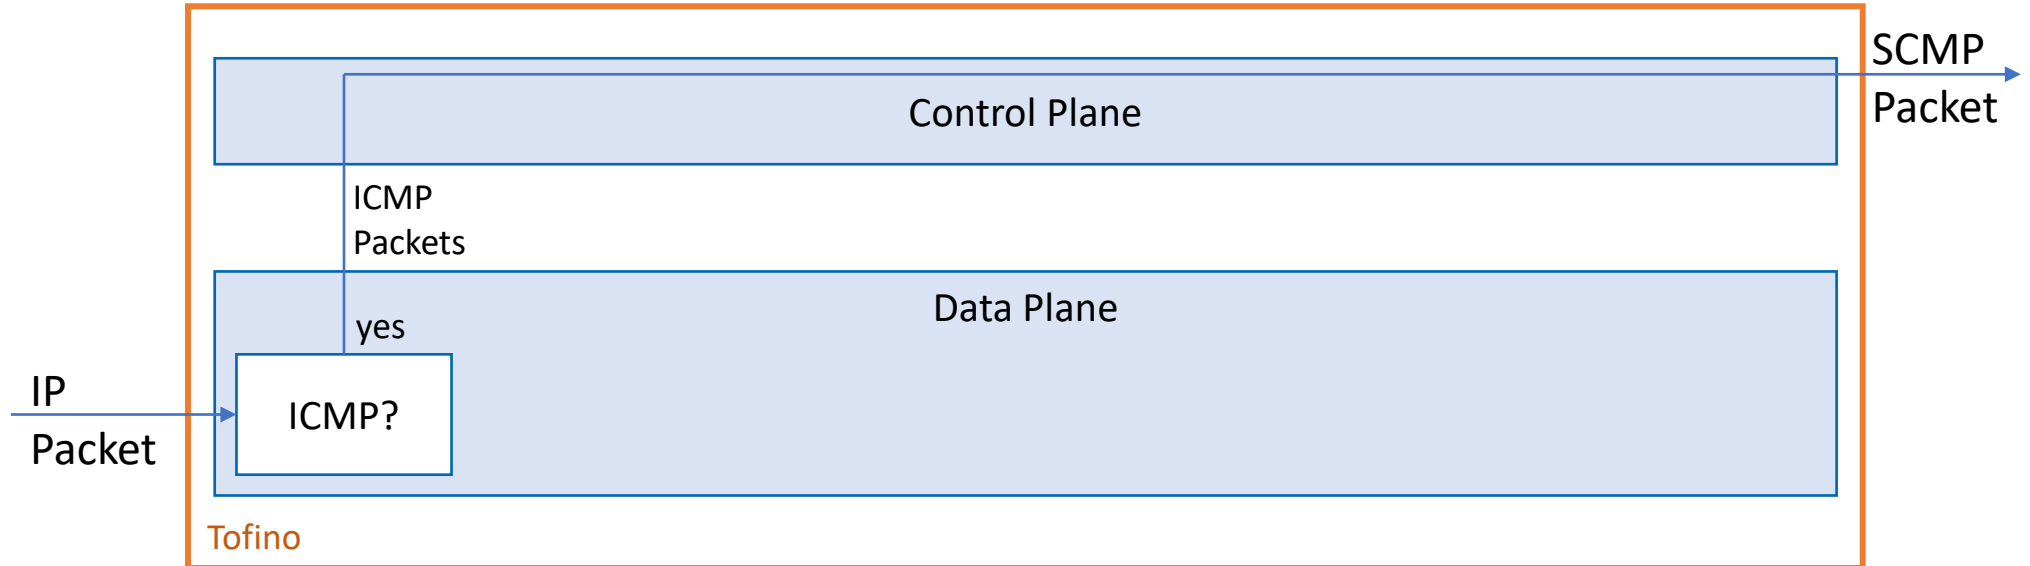 SCMP
Packet
Control Plane
ICMP
Packets
Data Plane
yes
IP
Packet
ICMP?
Tofino